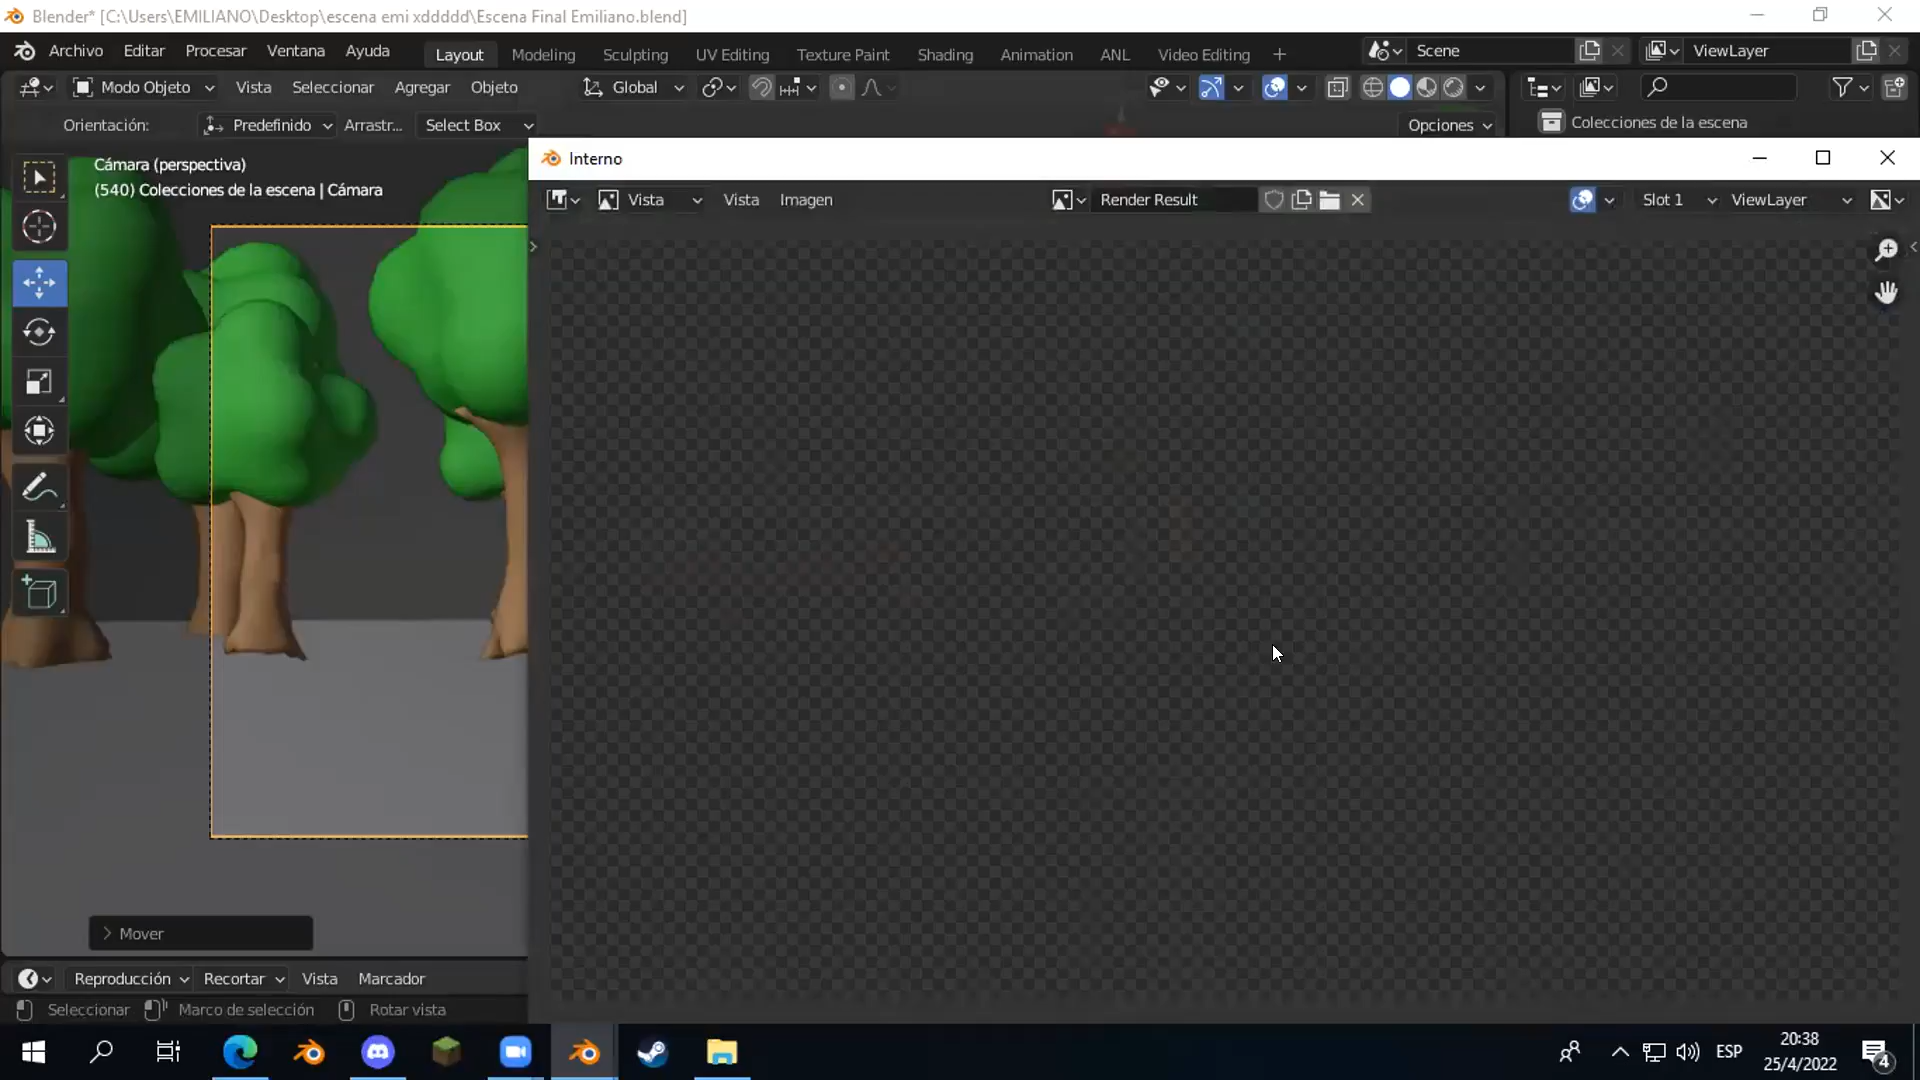 Blender* [C:\Users\EMILIANO\Desktop\escena emi xddddd\Escena Final Emiliano.blend]
Archivo Editar Procesar Ventana Ayuda Layout Modeling Sculpting UV Editing Texture Paint Shading Animation ANL Video Editing + Scene ViewLayer
Modo Objeto Vista Seleccionar Agregar Objeto Global
Orientación: Predefinido Arrastr... Select Box Opciones Colecciones de la escena
Cámara (perspectiva)
(540) Colecciones de la escena | Cámara
Interno
Vista Vista Imagen Render Result Slot 1 ViewLayer
Mover
Reproducción Recortar Vista Marcador
Seleccionar Marco de selección Rotar vista
ESP 20:38
25/4/2022 4